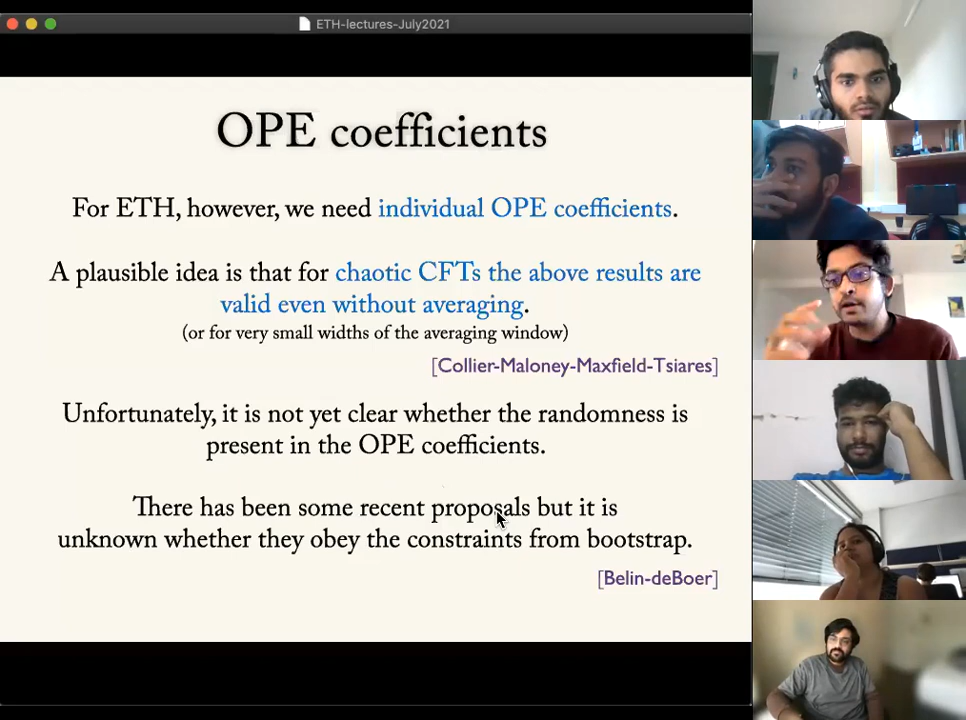 ETH-lectures-July2021
OPE coefficients
For ETH, however, we need individual OPE coefficients.
A plausible idea is that for chaotic CFTs the above results are
valid even without averaging.
(or for very small widths of the averaging window)
[Collier-Maloney-Maxfield-Tsiares]
Unfortunately, it is not yet clear whether the randomness is
present in the OPE coefficients.
There has been some recent proposals but it is
unknown whether they obey the constraints from bootstrap.
[Belin-deBoer]